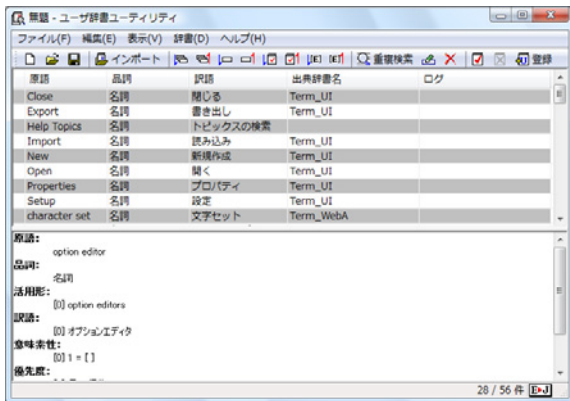 無題 - ユーザ辞書ユーティリティ
ファイル(F) 編集(E) 表示(V) 辞書(D) ヘルプ(H)
インポート 重複検索 登録
原語 品詞 訳語 出典辞書名 ログ
Close 名詞 閉じる Term_UI
Export 名詞 書き出し Term_UI
Help Topics 名詞 トピックスの検索
Import 名詞 読み込み Term_UI
New 名詞 新規作成 Term_UI
Open 名詞 開く Term_UI
Properties 名詞 プロパティ Term_UI
Setup 名詞 設定 Term_UI
character set 名詞 文字セット Term_WebA
原語:
option editor
品詞:
名詞
活用形:
[0] option editors
訳語:
[0] オプションエディタ
意味素性:
[0] 1 = [ ]
優先度:
28 / 56 件 E▸J